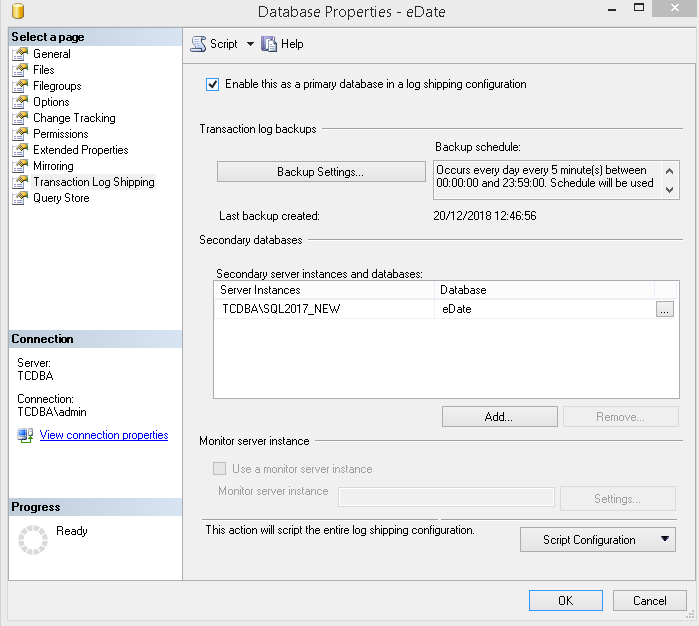 Database Properties - eDate
Select a page
General
Files
Filegroups
Options
Change Tracking
Permissions
Extended Properties
Mirroring
Transaction Log Shipping
Query Store
Connection
Server:
TCDBA
Connection:
TCDBA\admin
View connection properties
Progress
Ready
Script
Help
Enable this as a primary database in a log shipping configuration
Transaction log backups
Backup schedule:
Backup Settings...
Occurs every day every 5 minute(s) between
00:00:00 and 23:59:00. Schedule will be used
Last backup created:
20/12/2018 12:46:56
Secondary databases
Secondary server instances and databases:
Server Instances
Database
TCDBA\SQL2017_NEW
eDate
...
Add...
Remove...
Monitor server instance
Use a monitor server instance
Monitor server instance
Settings...
This action will script the entire log shipping configuration.
Script Configuration
OK
Cancel